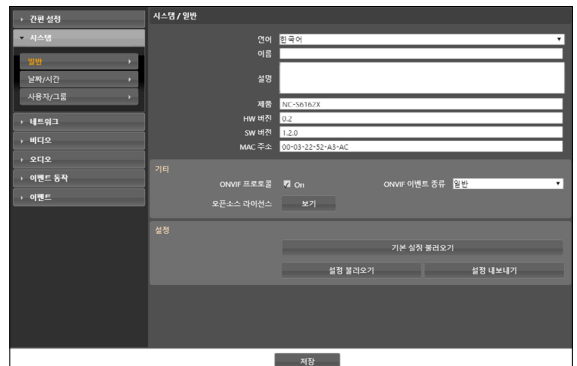 간편 설정
시스템
일반
날짜/시간
사용자/그룹
네트워크
비디오
오디오
이벤트 동작
이벤트
시스템 / 일반
언어 한국어
이름
설명
제품 NC-S6162X
HW 버전 0.2
SW 버전 1.2.0
MAC 주소 00-03-22-52-A3-AC
기타
ONVIF 프로토콜 On ONVIF 이벤트 종류 일반
오픈소스 라이선스 보기
설정
기본 설정 불러오기
설정 불러오기 설정 내보내기
저장